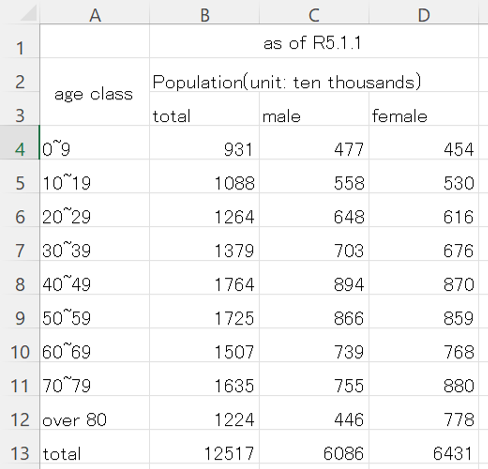 A B C D
1 as of R5.1.1
2 age class Population(unit: ten thousands)
3 total male female
4 0~9 931 477 454
5 10~19 1088 558 530
6 20~29 1264 648 616
7 30~39 1379 703 676
8 40~49 1764 894 870
9 50~59 1725 866 859
10 60~69 1507 739 768
11 70~79 1635 755 880
12 over 80 1224 446 778
13 total 12517 6086 6431